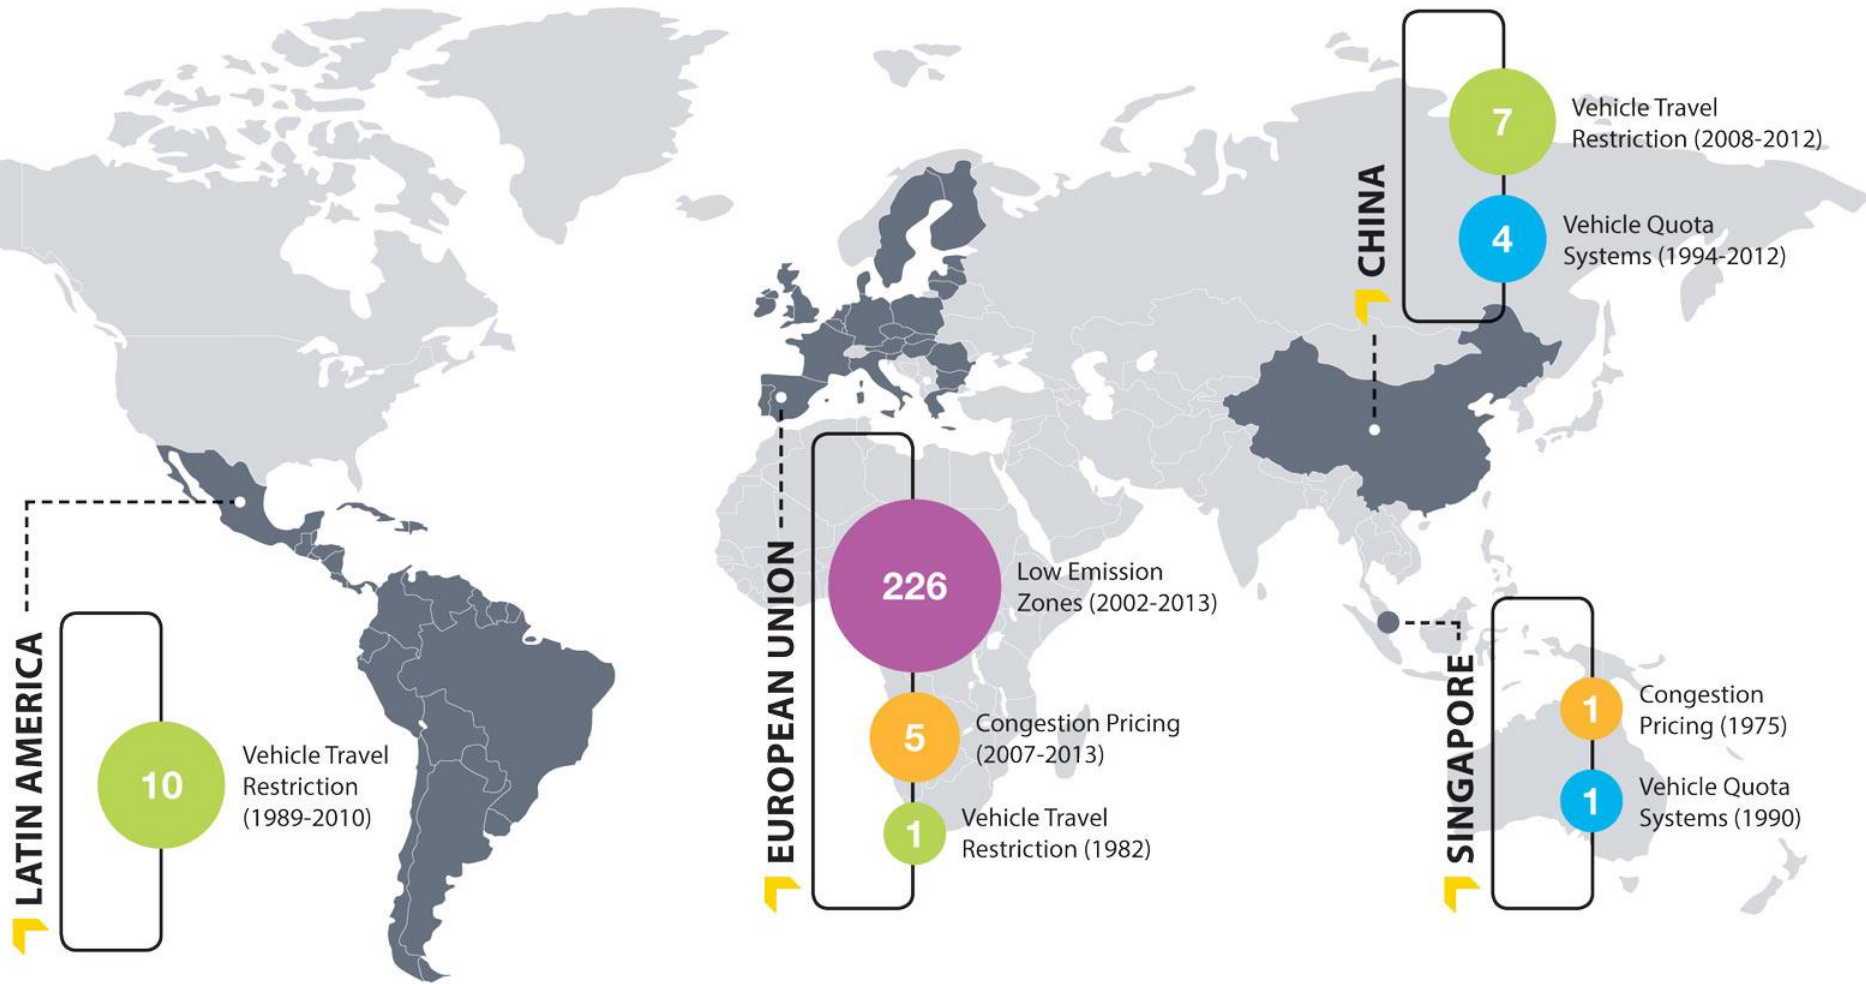 LATIN AMERICA
10
Vehicle Travel
Restriction
(1989-2010)
EUROPEAN UNION
226
Low Emission
Zones (2002-2013)
5
Congestion Pricing
(2007-2013)
1
Vehicle Travel
Restriction (1982)
CHINA
7
Vehicle Travel
Restriction (2008-2012)
4
Vehicle Quota
Systems (1994-2012)
SINGAPORE
1
Congestion
Pricing (1975)
1
Vehicle Quota
Systems (1990)